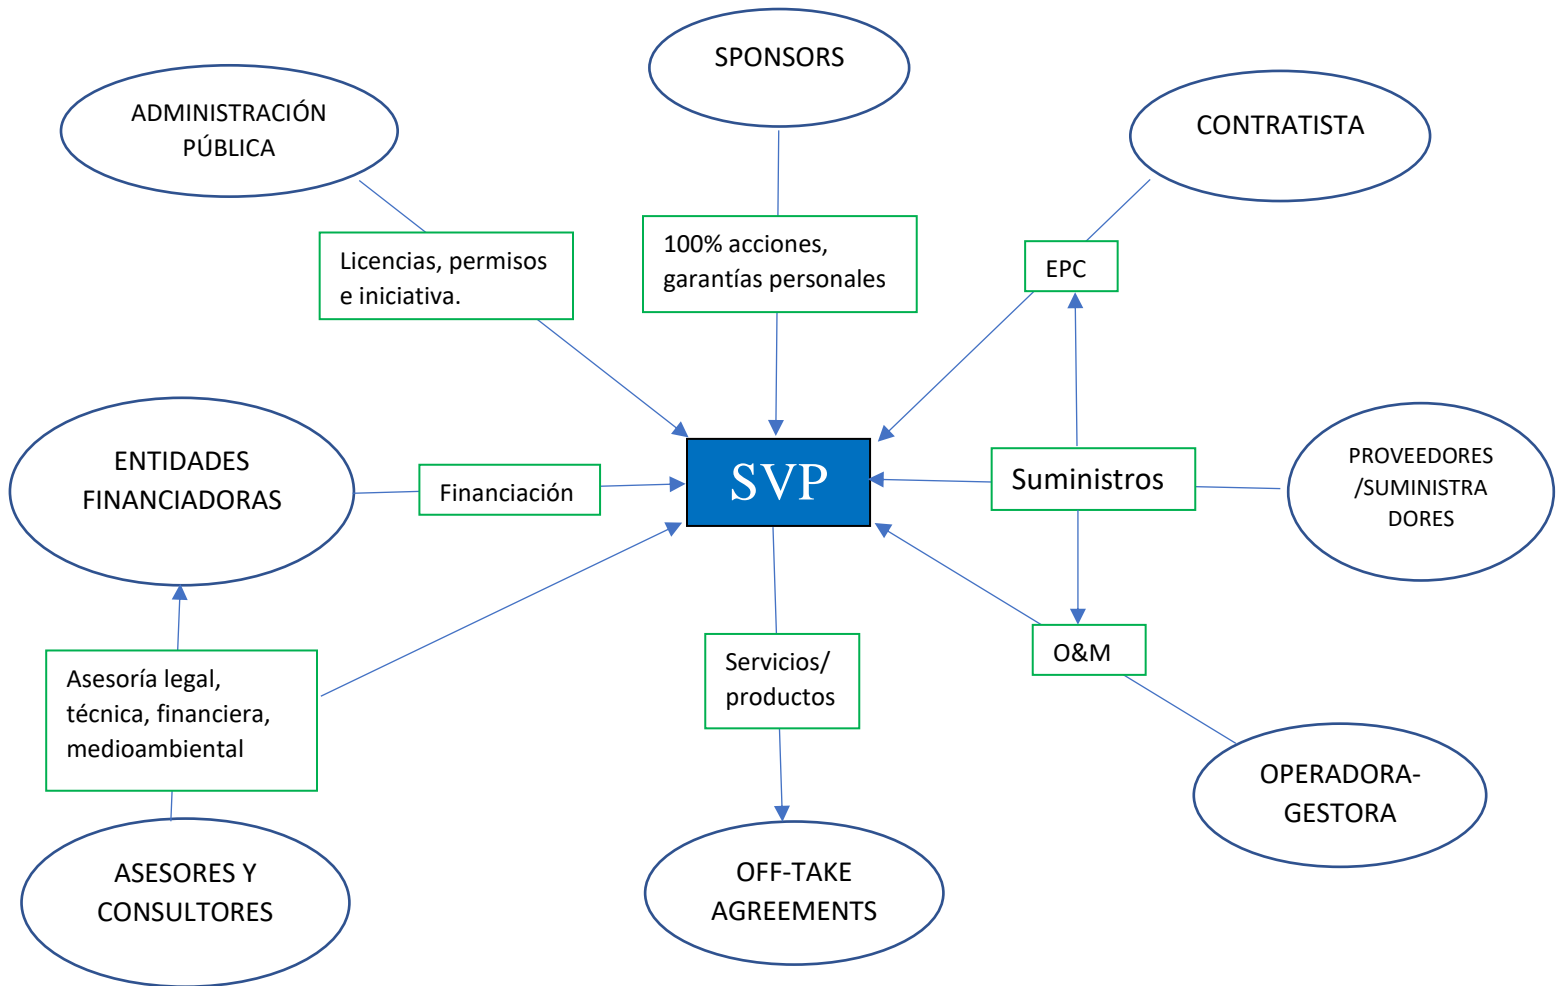 SPONSORS
ADMINISTRACIÓN
PÚBLICA
CONTRATISTA
Licencias, permisos
e iniciativa.
100% acciones,
garantías personales
EPC
ENTIDADES
FINANCIADORAS
Financiación
SVP
Suministros
PROVEEDORES
/SUMINISTRA
DORES
Asesoría legal,
técnica, financiera,
medioambiental
Servicios/
productos
O&M
OPERADORA-
GESTORA
ASESORES Y
CONSULTORES
OFF-TAKE
AGREEMENTS